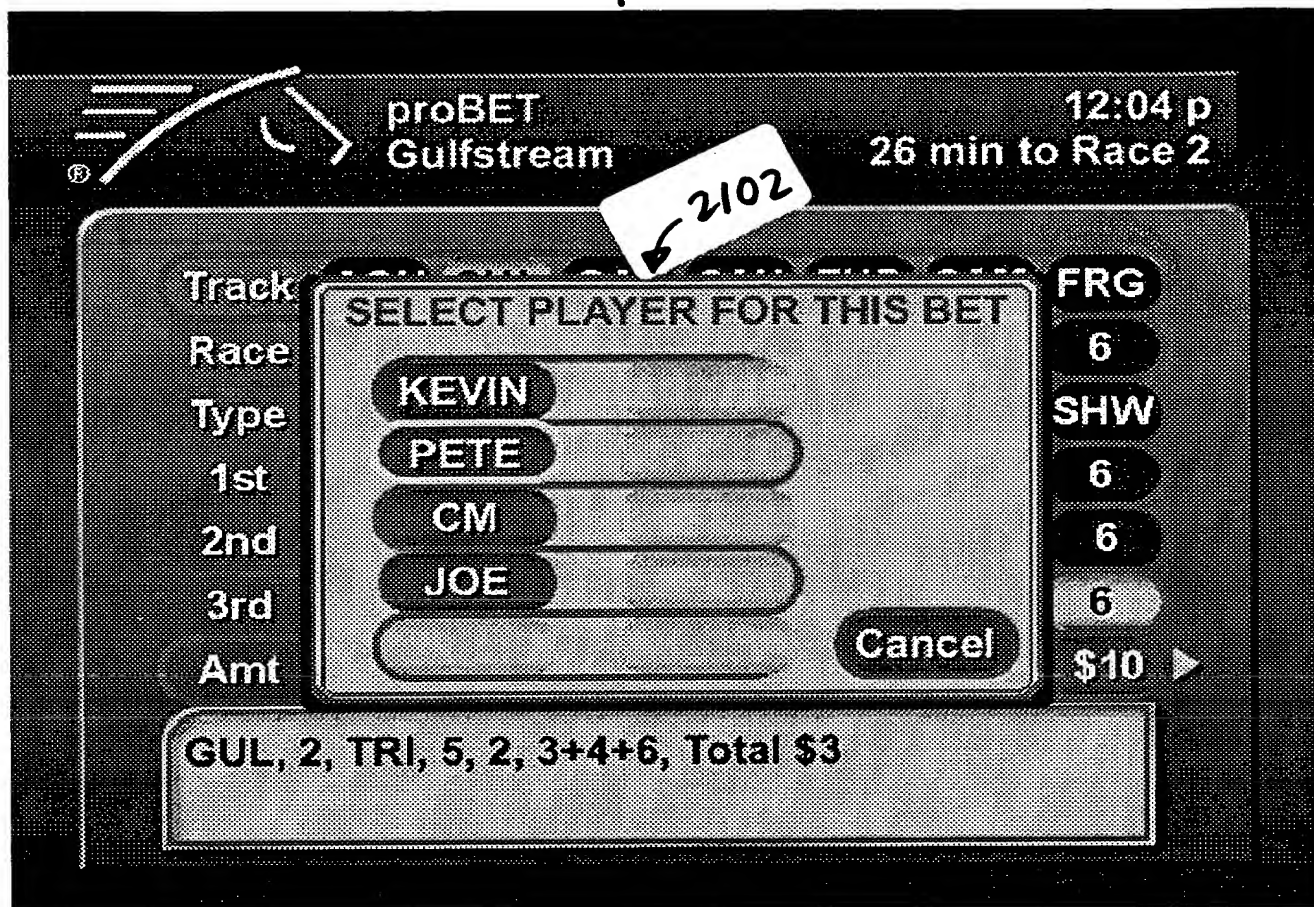 proBET
Gulfstream
12:04 p
26 min to Race 2
2102
Track FRG
Race 6
Type SHW
1st 6
2nd 6
3rd 6
Amt $10
SELECT PLAYER FOR THIS BET
KEVIN
PETE
CM
JOE
Cancel
GUL, 2, TRI, 5, 2, 3+4+6, Total $3
®